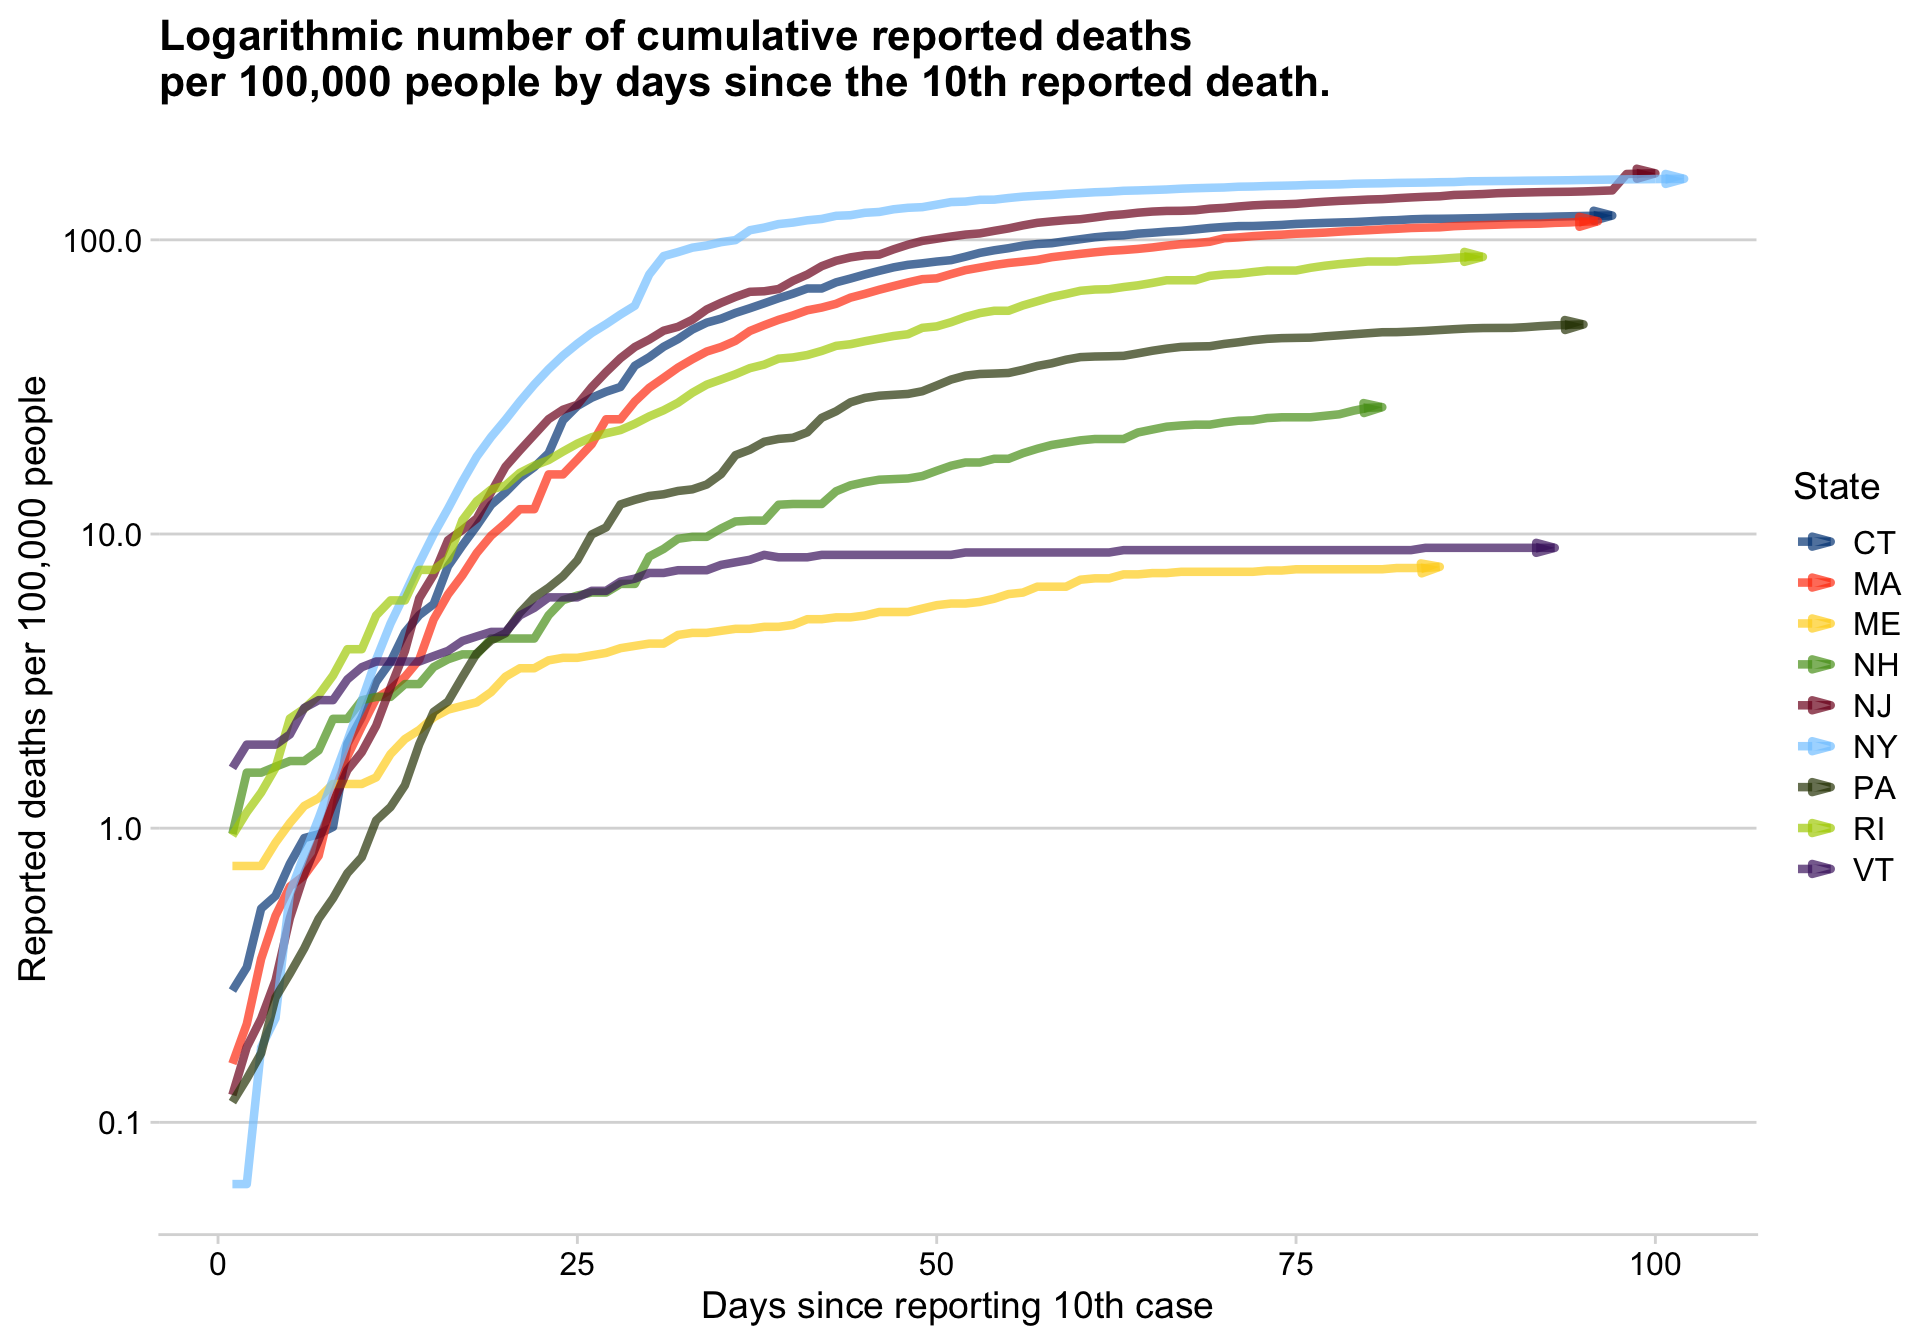 Logarithmic number of cumulative reported deaths
per 100,000 people by days since the 10th reported death.
Reported deaths per 100,000 people
100.0
10.0
1.0
0.1
0
25
50
75
100
Days since reporting 10th case
State
CT
MA
ME
NH
NJ
NY
PA
RI
VT